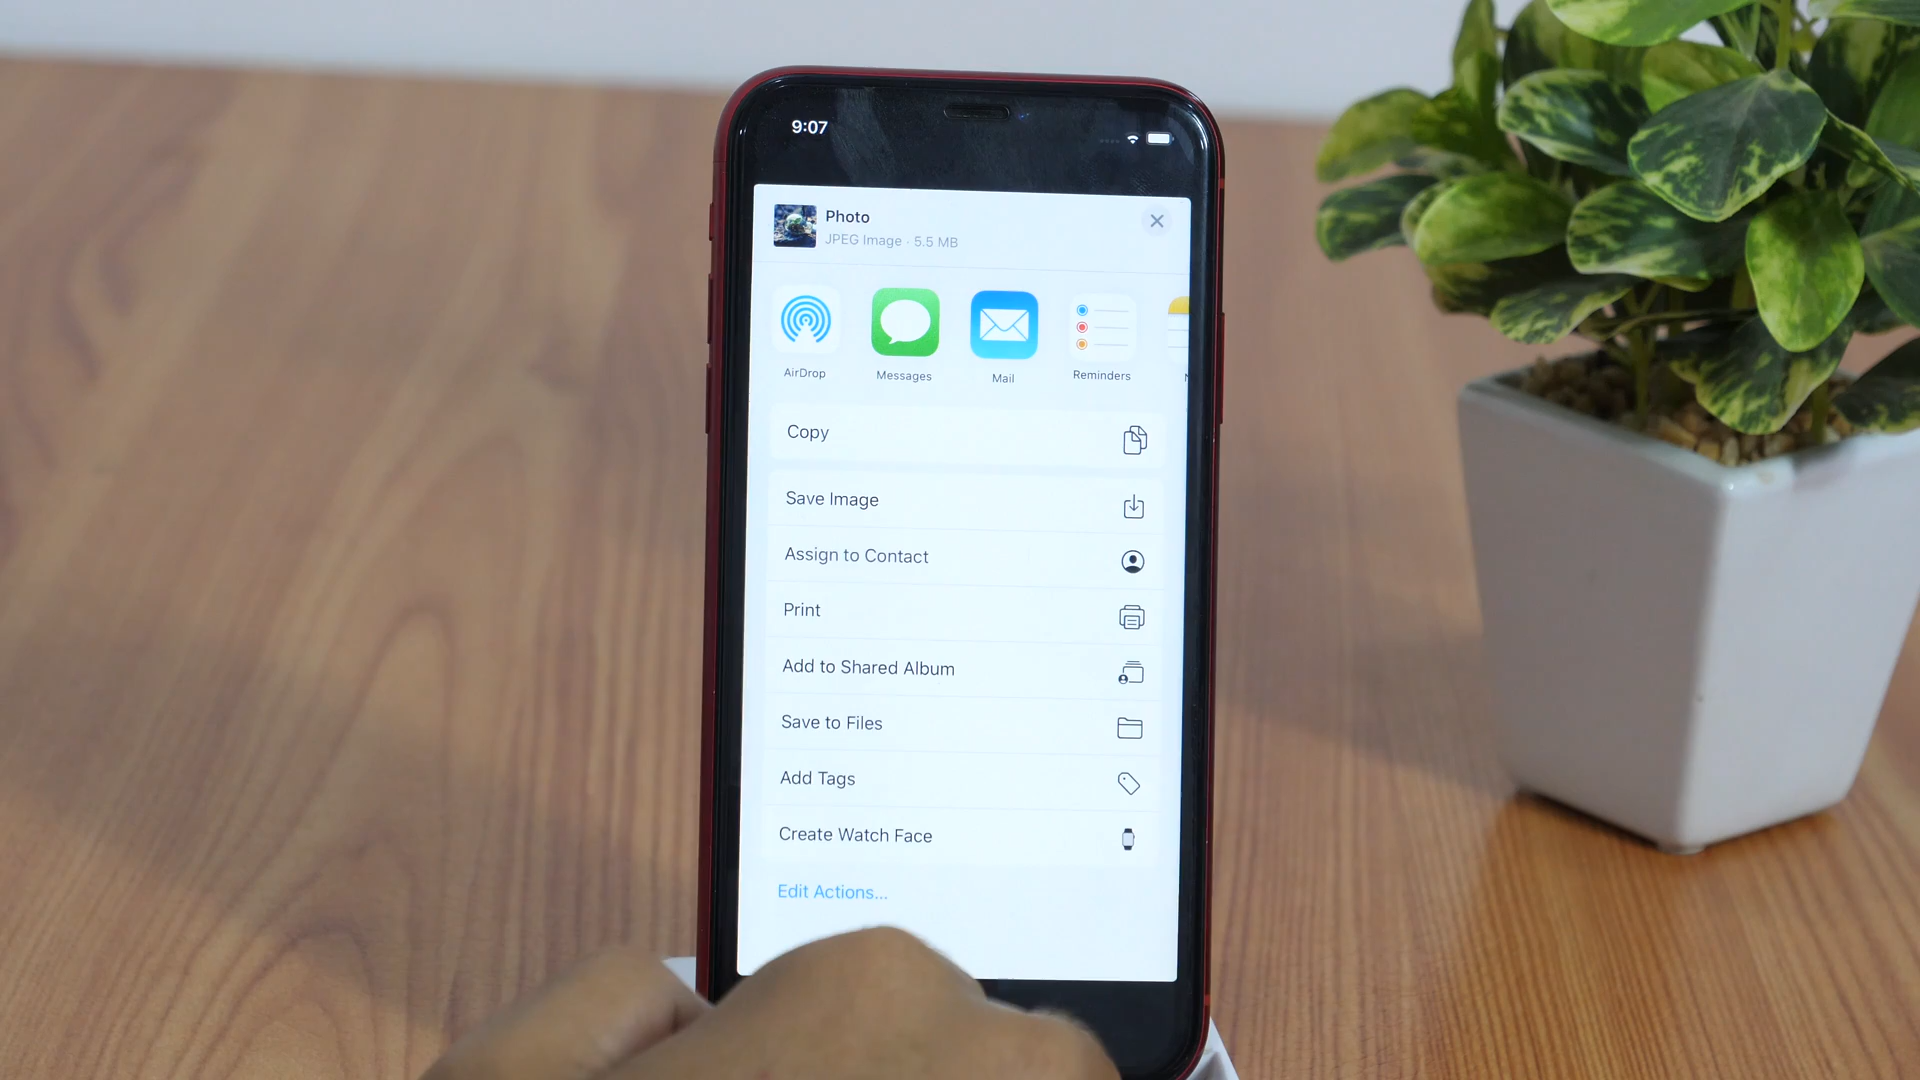 9:07
Photo
JPEG Image · 5.5 MB
AirDrop
Messages
Mail
Reminders
Copy
Save Image
Assign to Contact
Print
Add to Shared Album
Save to Files
Add Tags
Create Watch Face
Edit Actions...